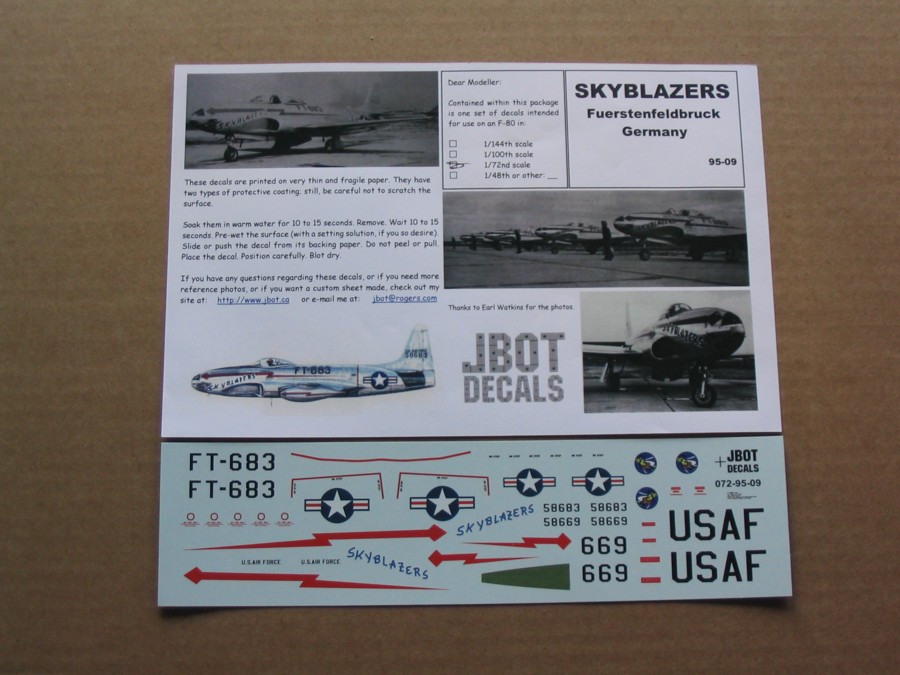 SKYBLAZERS
Dear Modeller:
Contained within this package
is one set of decals intended
for use on an F-80 in:
1/144th scale
1/100th scale
1/72nd scale
1/48th or other: __
SKYBLAZERS
Fuerstenfeldbruck
Germany
95-09
These decals are printed on very thin and fragile paper. They have
two types of protective coating; still, be careful not to scratch the
surface.
Soak them in warm water for 10 to 15 seconds. Remove. Wait 10 to 15
seconds. Pre-wet the surface (with a setting solution, if you so desire).
Slide or push the decal from its backing paper. Do not peel or pull.
Place the decal. Position carefully. Blot dry.
If you have any questions regarding these decals, or if you need more
reference photos, or if you want a custom sheet made, check out my
site at: http://www.jbot.ca or e-mail me at: jbot@rogers.com
Thanks to Earl Watkins for the photos.
SKYBLAZERS
FT-683
58683
SKYBLAZERS
JBOT
DECALS
FT-683
FT-683
JBOT
DECALS
072-95-09
SKYBLAZERS
58683 58683
58669 58669
USAF
U.S.AIR FORCE U.S.AIR FORCE
SKYBLAZERS
669
669
USAF